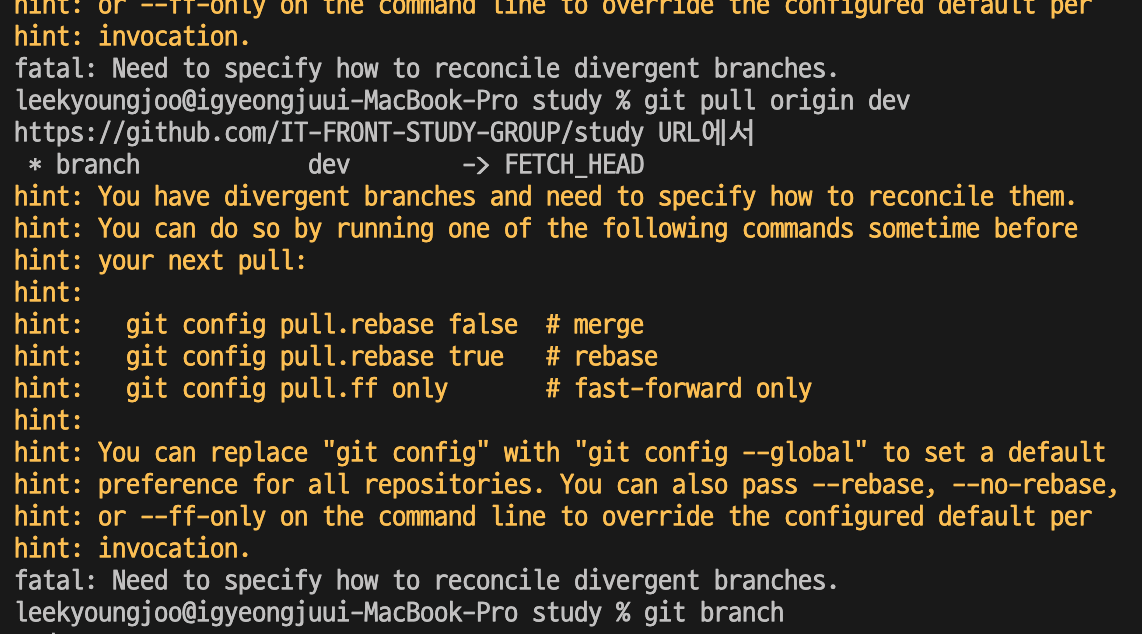 hint: or --ff-only on the command line to override the configured default per
hint: invocation.
fatal: Need to specify how to reconcile divergent branches.
leekyoungjoo@igyeongjuui-MacBook-Pro study % git pull origin dev
https://github.com/IT-FRONT-STUDY-GROUP/study URL에서
 * branch            dev        -> FETCH_HEAD
hint: You have divergent branches and need to specify how to reconcile them.
hint: You can do so by running one of the following commands sometime before
hint: your next pull:
hint:
hint:   git config pull.rebase false  # merge
hint:   git config pull.rebase true   # rebase
hint:   git config pull.ff only       # fast-forward only
hint:
hint: You can replace "git config" with "git config --global" to set a default
hint: preference for all repositories. You can also pass --rebase, --no-rebase,
hint: or --ff-only on the command line to override the configured default per
hint: invocation.
fatal: Need to specify how to reconcile divergent branches.
leekyoungjoo@igyeongjuui-MacBook-Pro study % git branch